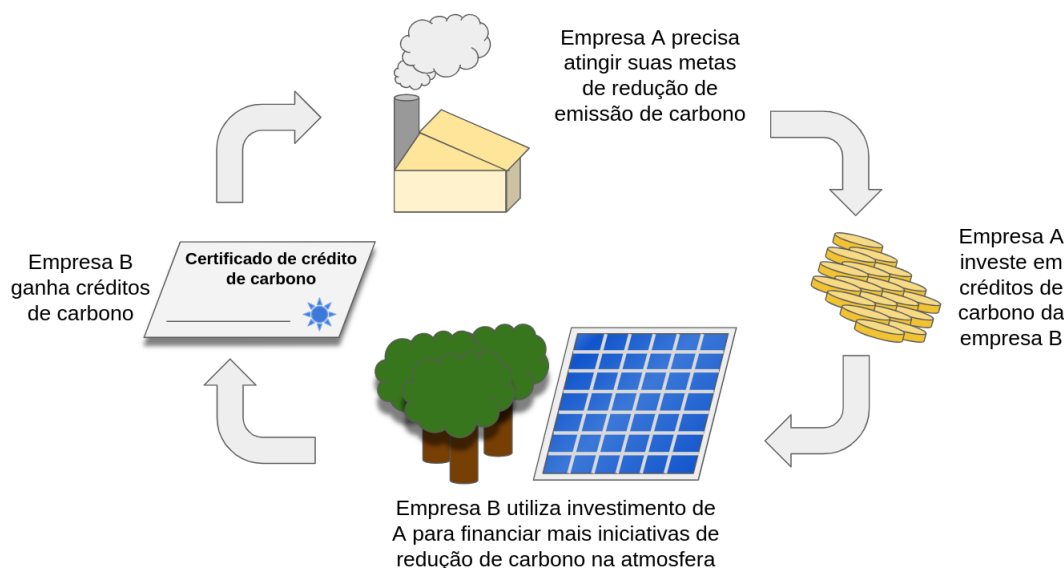 Empresa A precisa
atingir suas metas
de redução de
emissão de carbono
Empresa A
investe em
créditos de
carbono da
empresa B
Empresa B utiliza investimento de
A para financiar mais iniciativas de
redução de carbono na atmosfera
Empresa B
ganha créditos
de carbono
Certificado de crédito
de carbono